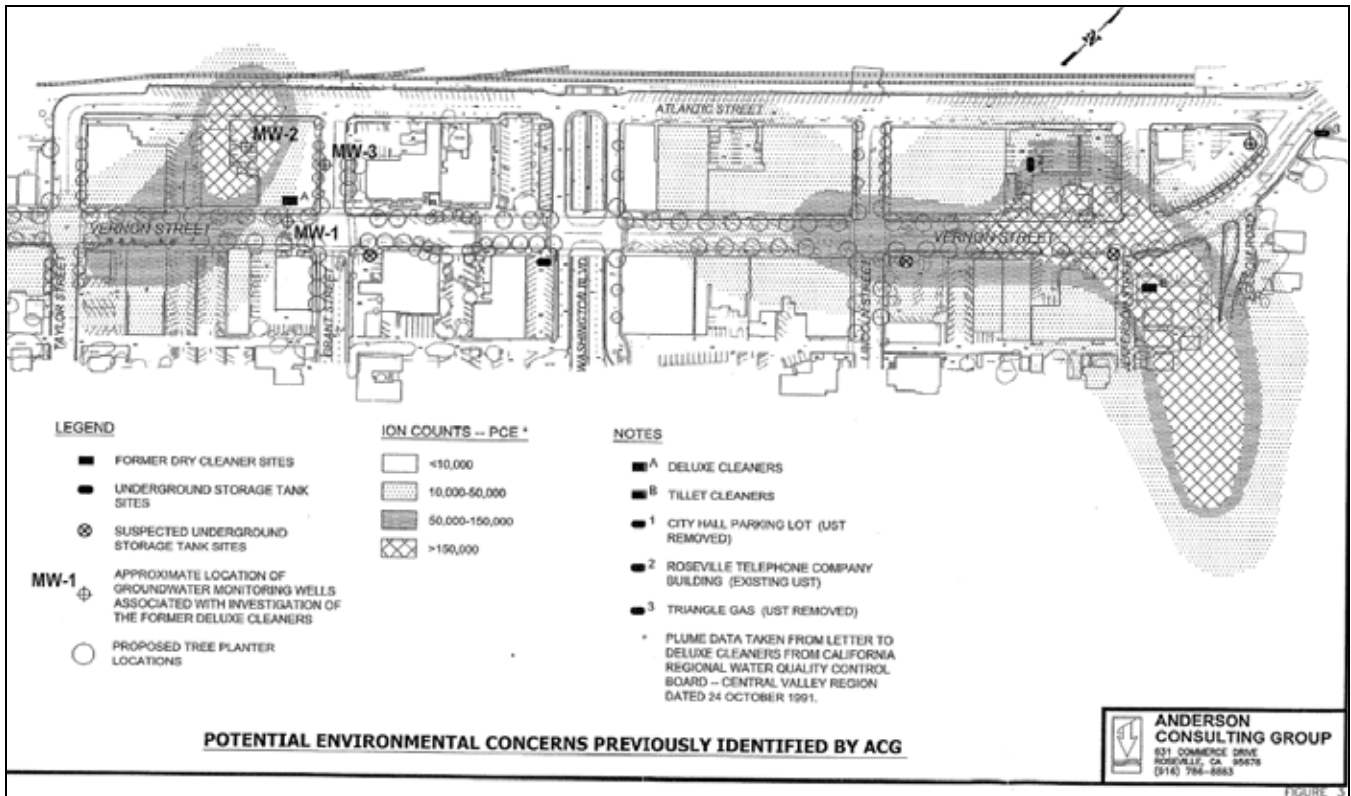 N
ATLANTIC STREET
MW-2
MW-3
A
2
3
VERNON STREET
MW-1
VERNON STREET
B
TAYLOR STREET
GRANT STREET
WASHINGTON BLVD.
LINCOLN STREET
LEGEND
FORMER DRY CLEANER SITES
UNDERGROUND STORAGE TANK
SITES
SUSPECTED UNDERGROUND
STORAGE TANK SITES
MW-1
APPROXIMATE LOCATION OF
GROUNDWATER MONITORING WELLS
ASSOCIATED WITH INVESTIGATION OF
THE FORMER DELUXE CLEANERS
PROPOSED TREE PLANTER
LOCATIONS
ION COUNTS -- PCE *
<10,000
10,000-50,000
50,000-150,000
>150,000
NOTES
A DELUXE CLEANERS
B TILLET CLEANERS
1 CITY HALL PARKING LOT (UST
REMOVED)
2 ROSEVILLE TELEPHONE COMPANY
BUILDING (EXISTING UST)
3 TRIANGLE GAS (UST REMOVED)
* PLUME DATA TAKEN FROM LETTER TO
DELUXE CLEANERS FROM CALIFORNIA
REGIONAL WATER QUALITY CONTROL
BOARD -- CENTRAL VALLEY REGION
DATED 24 OCTOBER 1991.
POTENTIAL ENVIRONMENTAL CONCERNS PREVIOUSLY IDENTIFIED BY ACG
ANDERSON
CONSULTING GROUP
631 COMMERCE DRIVE
ROSEVILLE, CA 95678
(916) 786-8883
FIGURE 3